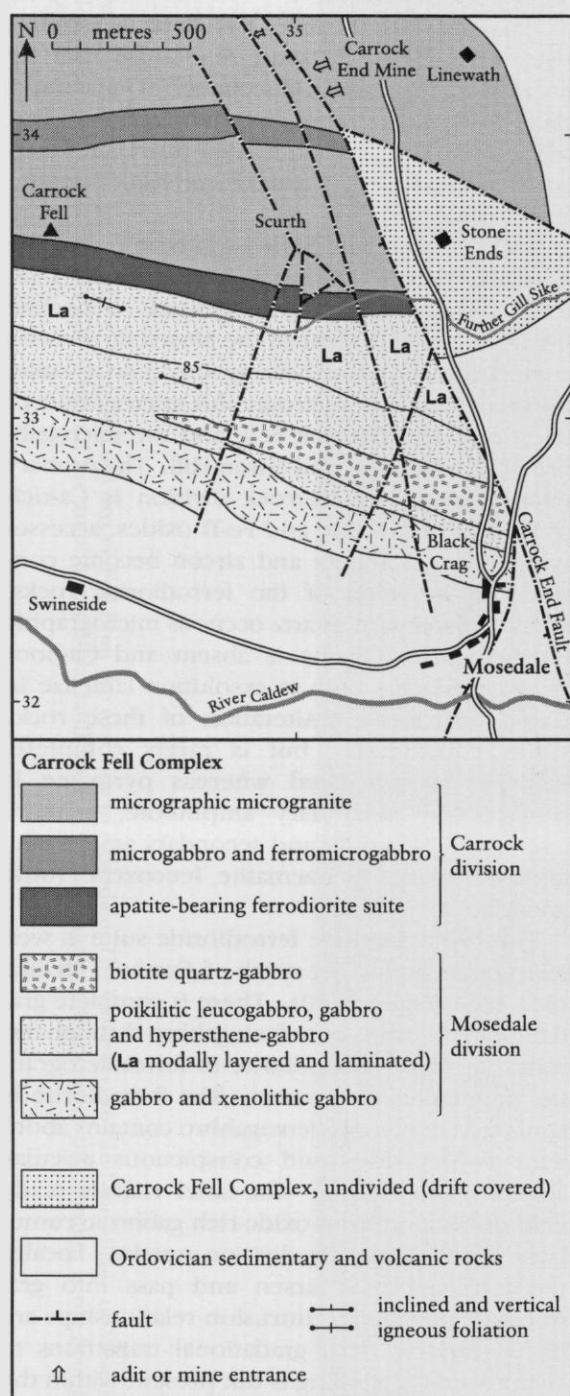 N 0 metres 500
35
Carrock
End Mine
Linewath
34
Carrock
Fell
Scurth
Stone
Ends
La
Further Gill Sike
La
La
85
La
33
Black
Crag
Carrock End Fault
Swineside
Mosedale
River Caldew
32
35
Carrock Fell Complex
micrographic microgranite
microgabbro and ferromicrogabbro
Carrock
division
apatite-bearing ferrodiorite suite
biotite quartz-gabbro
poikilitic leucogabbro, gabbro
and hypersthene-gabbro
(La modally layered and laminated)
Mosedale
division
gabbro and xenolithic gabbro
Carrock Fell Complex, undivided (drift covered)
Ordovician sedimentary and volcanic rocks
fault
inclined and vertical
igneous foliation
adit or mine entrance